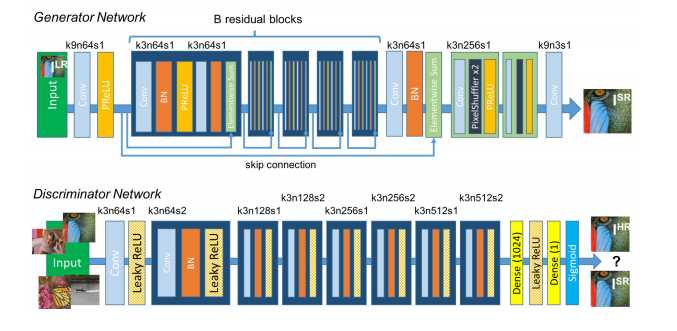 Generator Network
B residual blocks
k9n64s1
k3n64s1
k3n64s1
k3n64s1
k3n256s1
k9n3s1
I LR
Input
Conv
PReLU
Conv
BN
PReLU
Elementwise Sum
Conv
BN
Elementwise Sum
Conv
PixelShuffler x2
PReLU
Conv
I SR
skip connection
Discriminator Network
k3n64s1
k3n64s2
k3n128s1
k3n128s2
k3n256s1
k3n256s2
k3n512s1
k3n512s2
Input
Conv
Leaky ReLU
Conv
BN
Leaky ReLU
Dense (1024)
Leaky ReLU
Dense (1)
Sigmoid
I HR
?
I SR